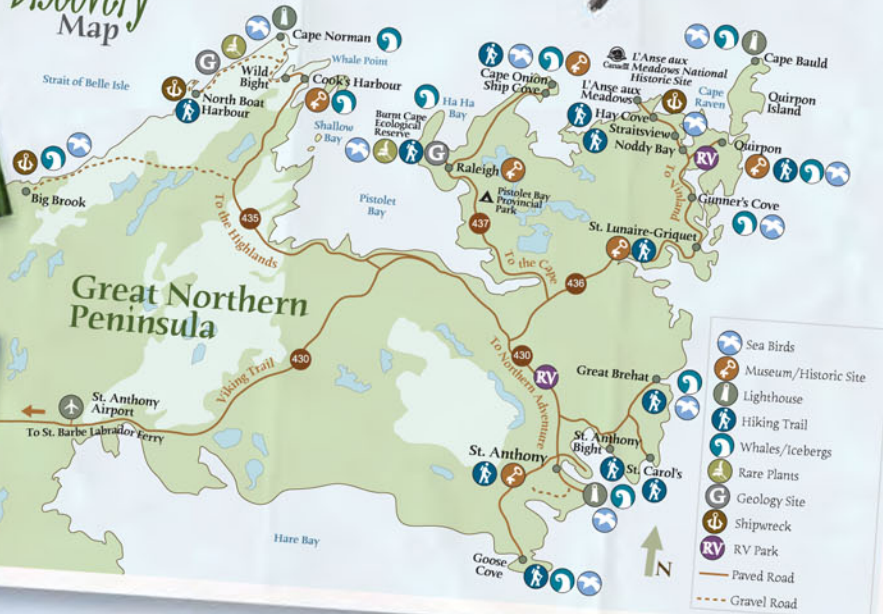 Discovery
Map
Strait of Belle Isle
Cape Norman
Whale Point
Wild
Bight
Cook's Harbour
G
North Boat
Harbour
Shallow
Bay
Burnt Cape
Ecological
Reserve
G
Ha Ha
Bay
Cape Onion
Ship Cove
Canada
L'Anse aux
Meadows National
Historic Site
L'Anse aux
Meadows
Cape
Raven
Cape Bauld
Quirpon
Island
Hay Cove
Straitsview
Noddy Bay
RV
Quirpon
To Vinland
Gunner's Cove
St. Lunaire-Griquet
Big Brook
Raleigh
Pistolet Bay
Provincial
Park
Pistolet
Bay
435
To the Highlands
437
To the Cape
436
Great Northern
Peninsula
430
Viking Trail
430
RV
To Northern Adventure
Great Brehat
St. Anthony
Airport
To St. Barbe Labrador Ferry
St. Anthony
St. Anthony
Bight
St. Carol's
Hare Bay
Goose
Cove
N
Sea Birds
Museum/Historic Site
Lighthouse
Hiking Trail
Whales/Icebergs
Rare Plants
G Geology Site
Shipwreck
RV RV Park
Paved Road
Gravel Road